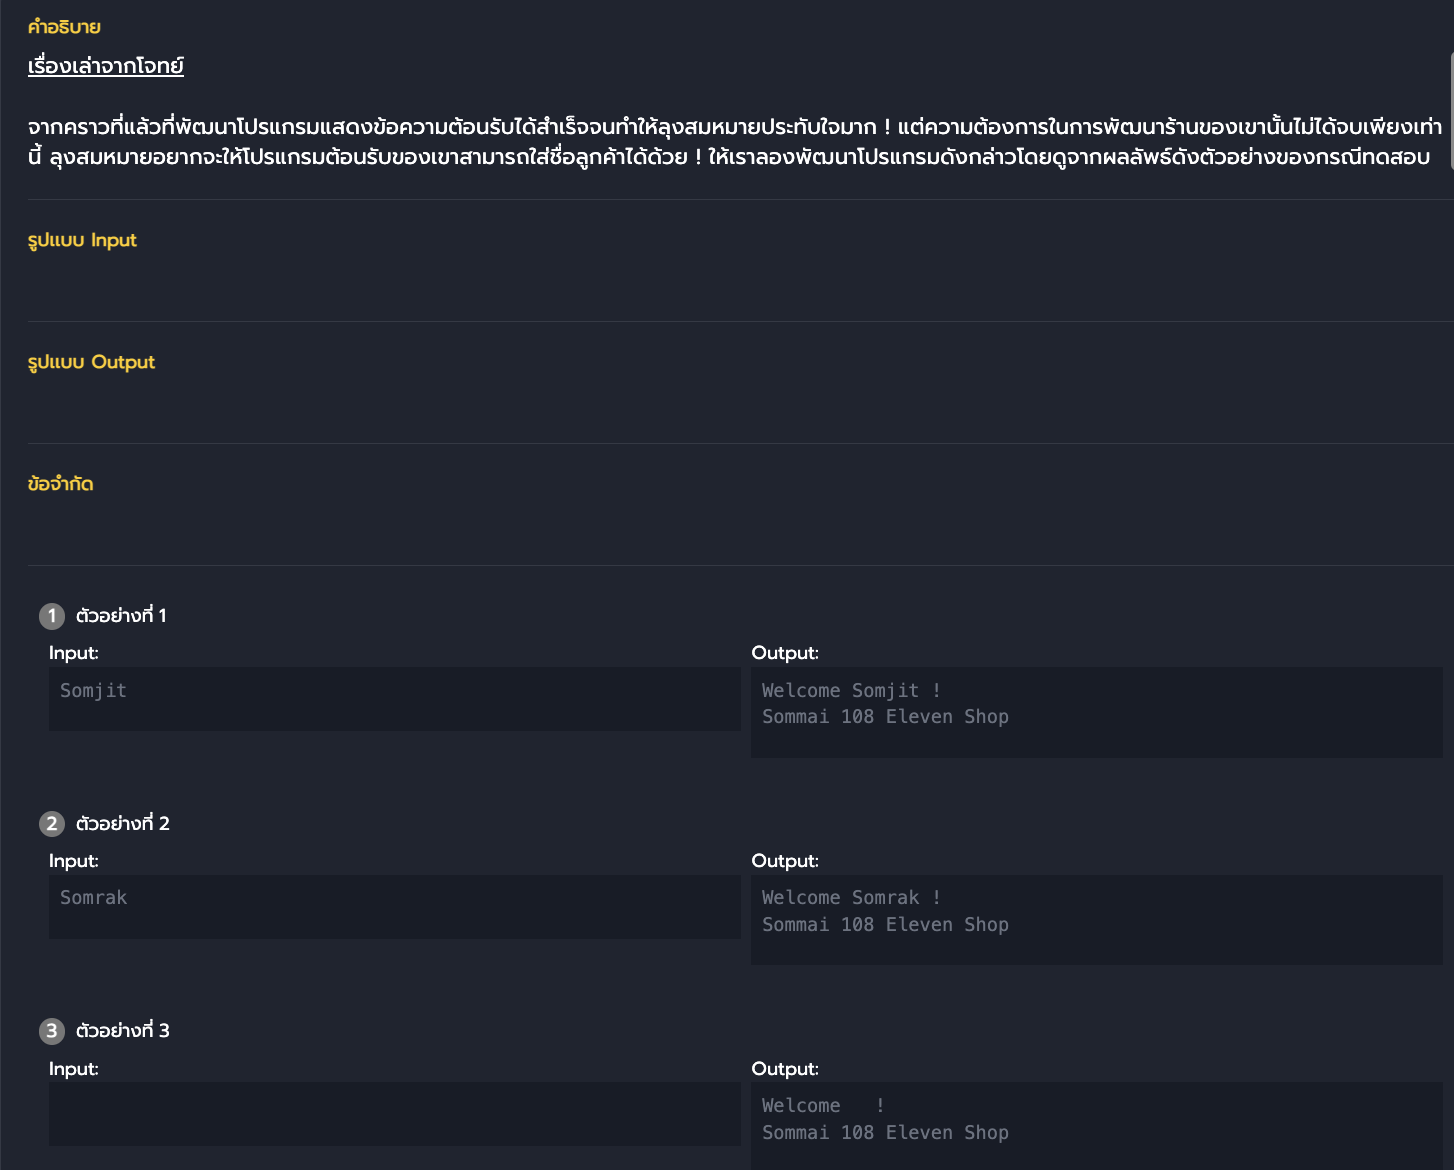 คำอธิบาย
เรื่องเล่าจากโจทย์
จากคราวที่แล้วที่พัฒนาโปรแกรมแสดงข้อความต้อนรับได้สำเร็จจนทำให้ลุงสมหมายประทับใจมาก ! แต่ความต้องการในการพัฒนาร้านของเขานั้นไม่ได้จบเพียงเท่า
นี้ ลุงสมหมายอยากจะให้โปรแกรมต้อนรับของเขาสามารถใส่ชื่อลูกค้าได้ด้วย ! ให้เราลองพัฒนาโปรแกรมดังกล่าวโดยดูจากผลลัพธ์ดังตัวอย่างของกรณีทดสอบ
รูปแบบ Input
รูปแบบ Output
ข้อจำกัด
1 ตัวอย่างที่ 1
Input:
Somjit
Output:
Welcome Somjit !
Sommai 108 Eleven Shop
2 ตัวอย่างที่ 2
Input:
Somrak
Output:
Welcome Somrak !
Sommai 108 Eleven Shop
3 ตัวอย่างที่ 3
Input:
Output:
Welcome   !
Sommai 108 Eleven Shop